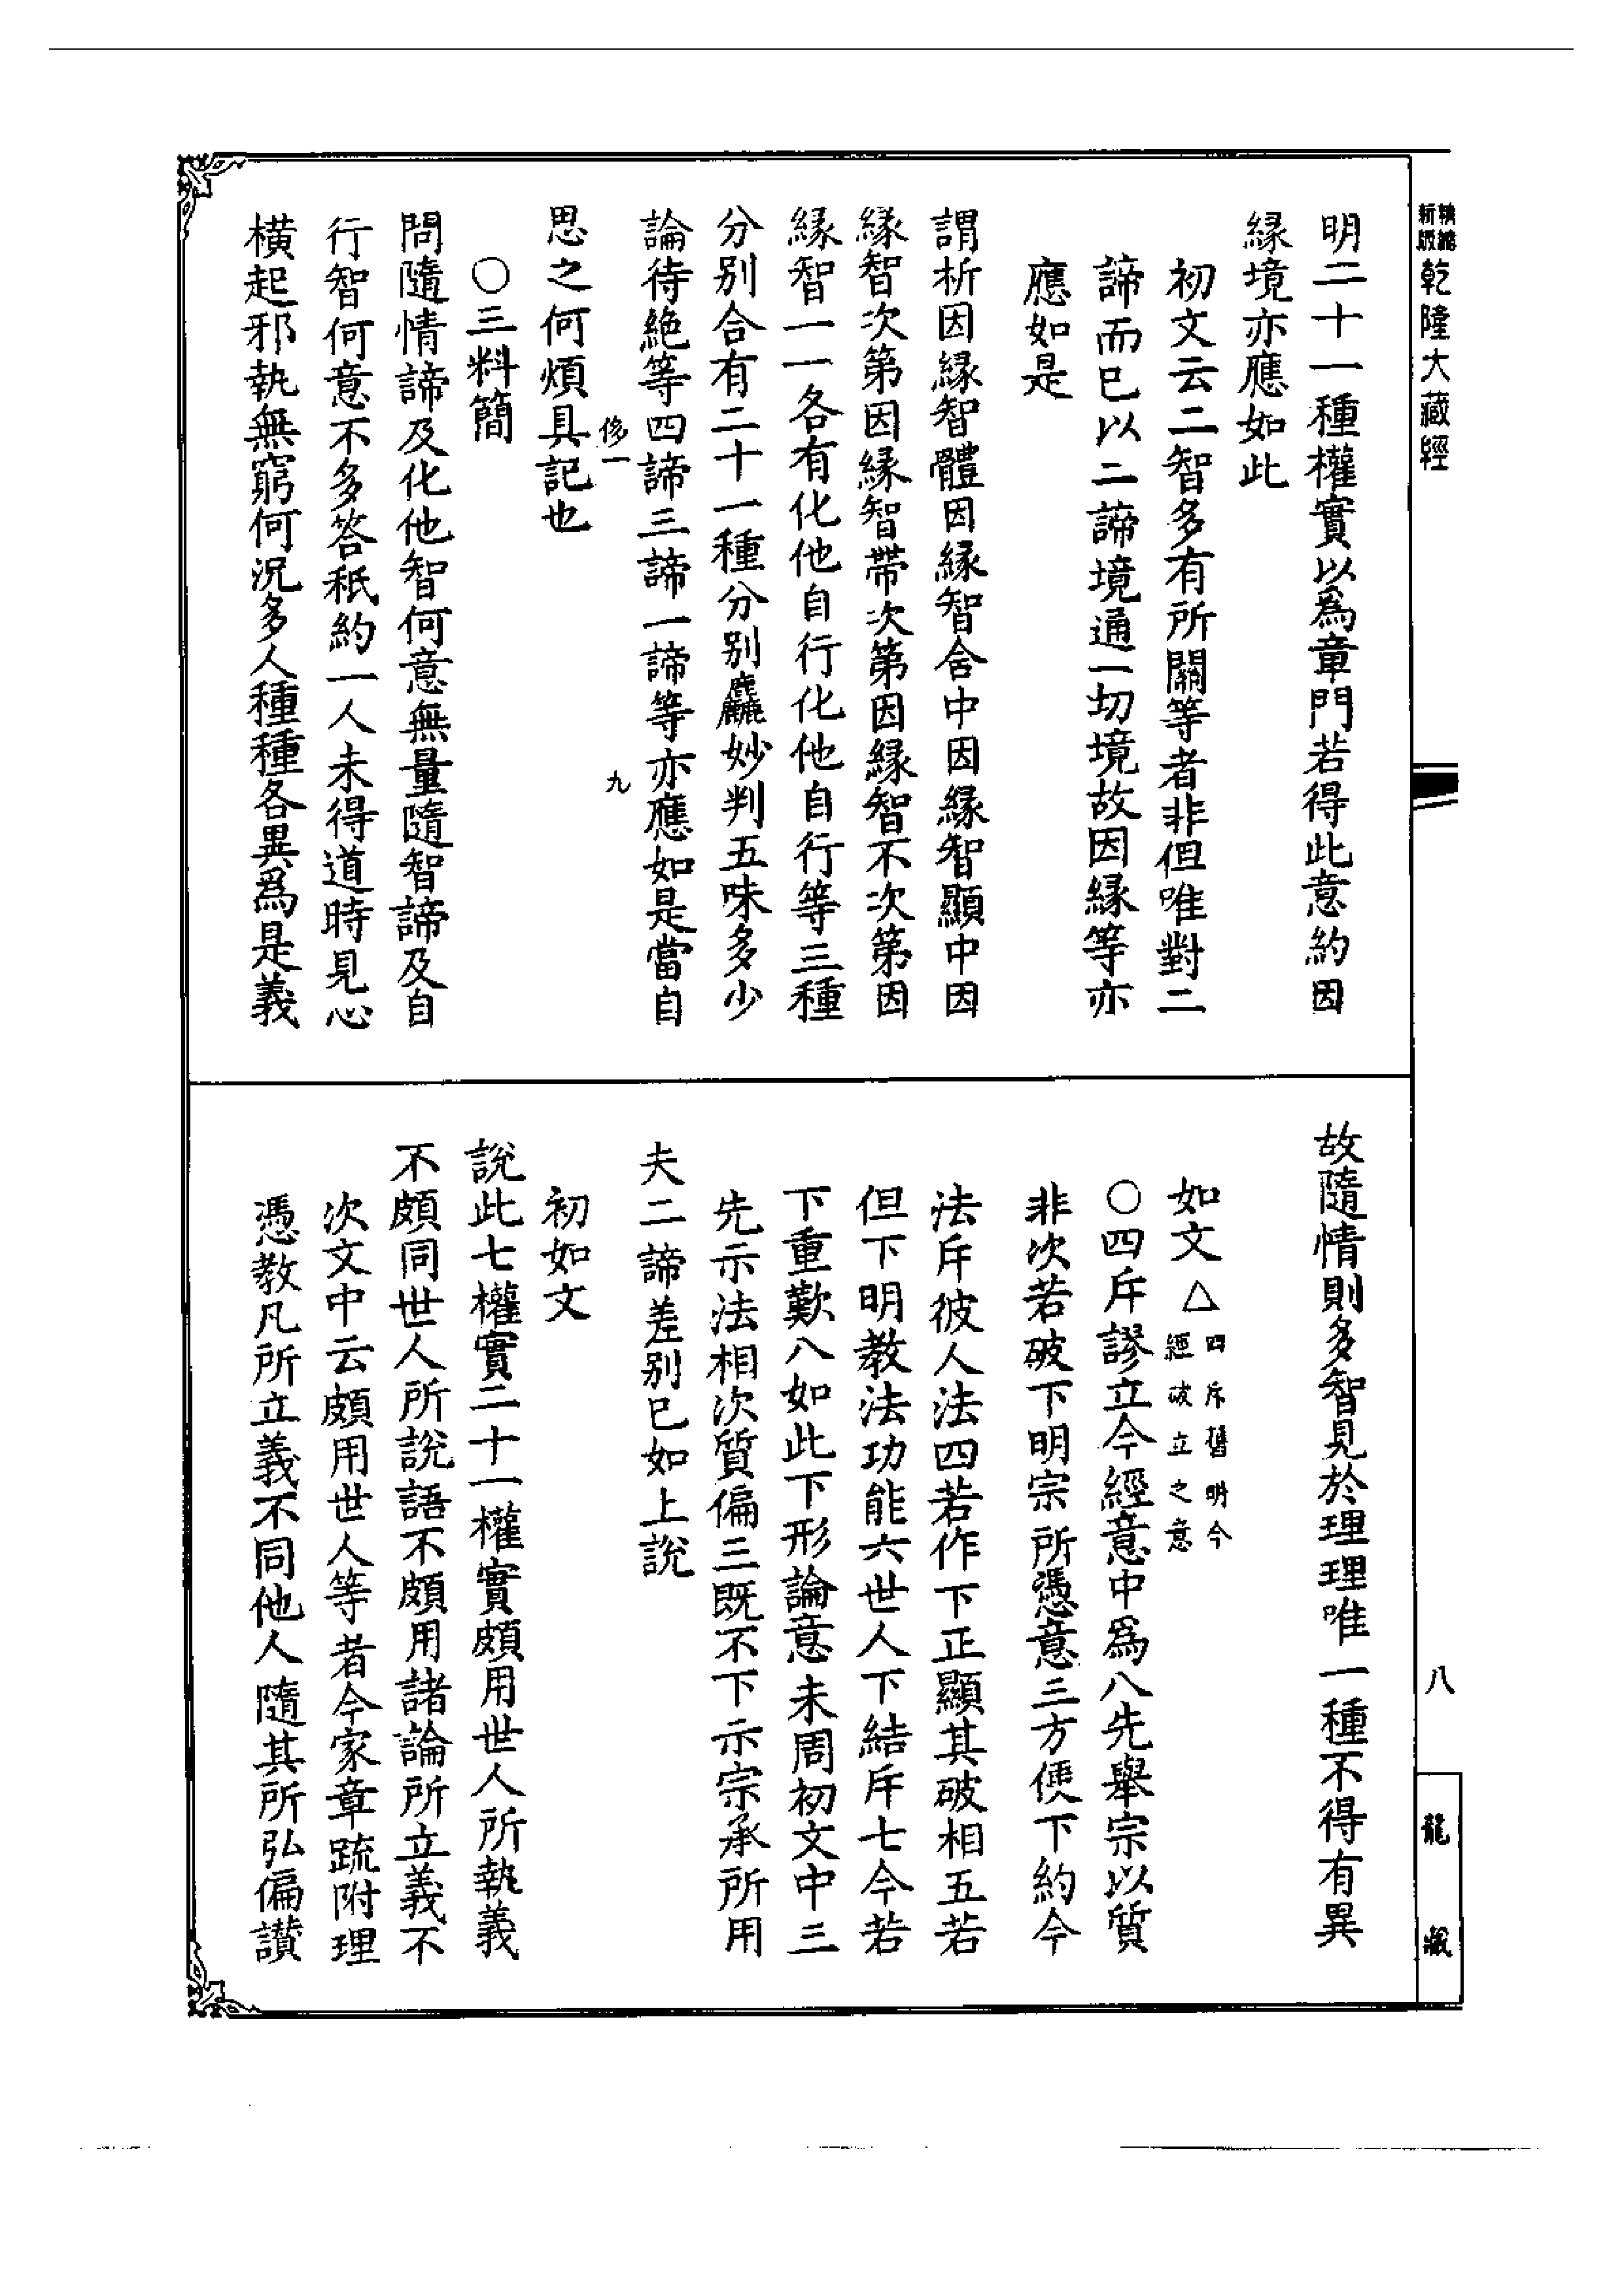 乾隆大藏經
明二十一種權實以爲章門若得此意約因
緣境亦應如此
初文云二智多有所關等者非但唯對二
諦而已以二諦境通一切境故因緣等亦
應如是
謂析因緣智體因緣智含中因緣智顯中因
緣智次第因緣智帶次第因緣智不次第因
緣智一一各有化他自行化他自行等三種
分別合有二十一種分別麤妙判五味多少
論待絶等四諦三諦一諦等亦應如是當自
九
思之何煩具記也
○三料簡
問隨情諦及化他智何意無量隨智諦及自
行智何意不多答秖約一人未得道時見心
橫起邪執無窮何況多人種種各異爲是義
故隨情則多智見於理理唯一種不得有異
如文△四斥舊明今經破立之意
○四斥謬立今經意中爲八先舉宗以質
非次若破下明宗所憑意三方便下約今
法斥彼人法四若作下正顯其破相五若
但下明教法功能六世人下結斥七今若
下重歎八如此下形論意未周初文中三
先示法相次質偏三既不下示宗承所用
夫二諦差別已如上說
初如文
說此七權實二十一權實頗用世人所執義
不頗同世人所說語不頗用諸論所立義不
次文中云頗用世人等者今家章疏附理
憑教凡所立義不同他人隨其所弘偏讚
八
龍藏